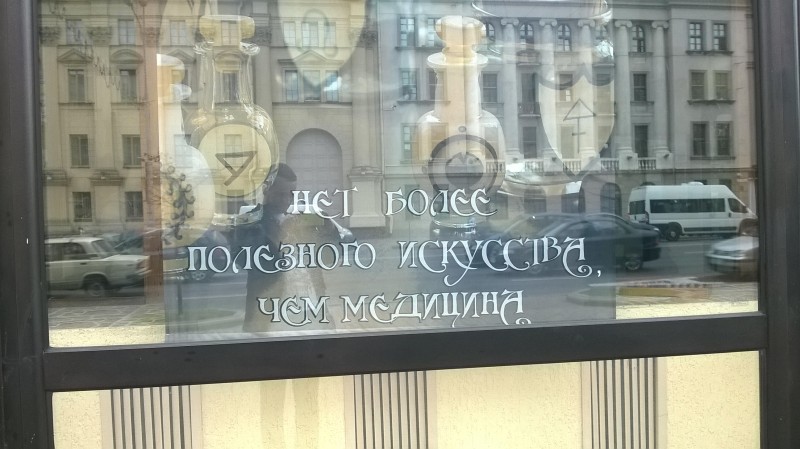 НЕТ БОЛЕЕ
ПОЛЕЗНОГО ИСКУССТВА,
ЧЕМ МЕДИЦИНА